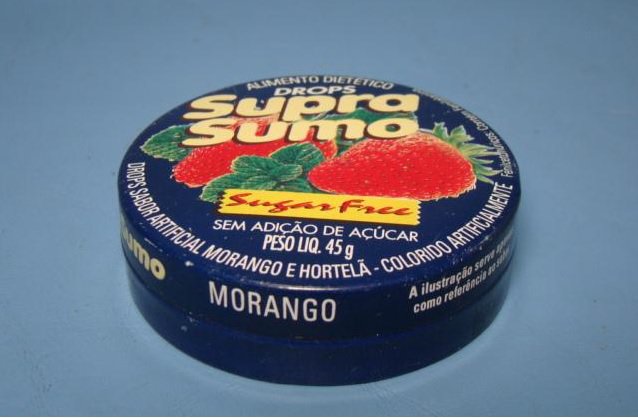 ALIMENTO DIETÉTICO
DROPS
Supra
Sumo
Sugar Free
SEM ADIÇÃO DE AÇÚCAR
PESO LIQ. 45 g
DROPS SABOR ARTIFICIAL MORANGO E HORTELÃ - COLORIDO ARTIFICIALMENTE
umo
MORANGO
A ilustração serve
como referência